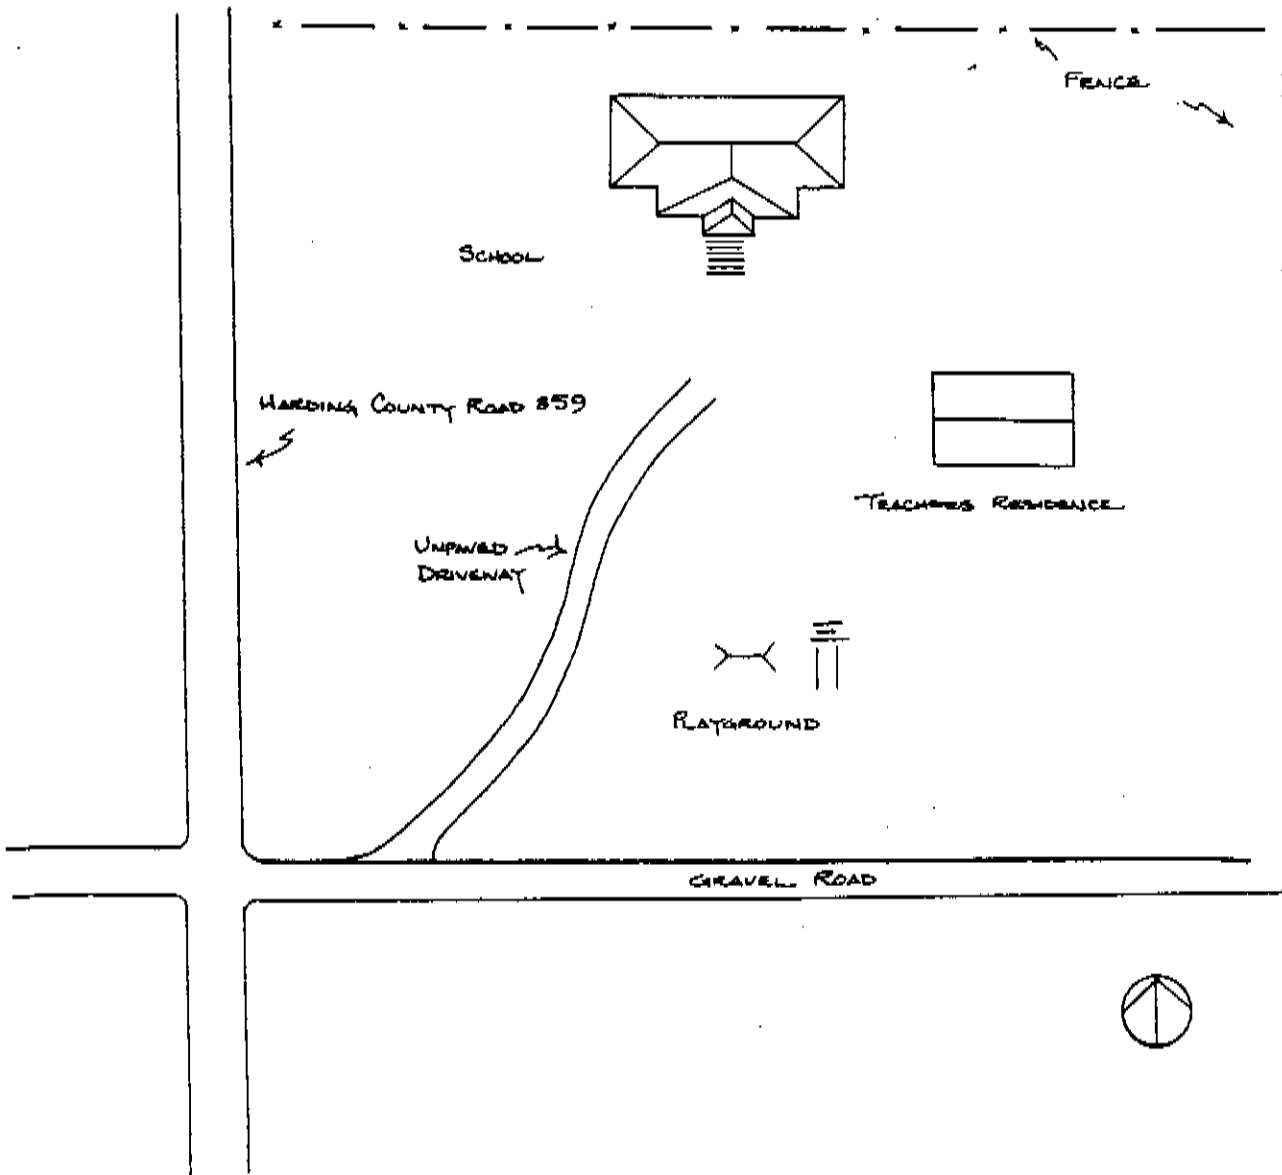 FENCE
SCHOOL
HARDING COUNTY ROAD 859
TEACHERS RESIDENCE
UNPAVED
DRIVEWAY
PLAYGROUND
GRAVEL ROAD